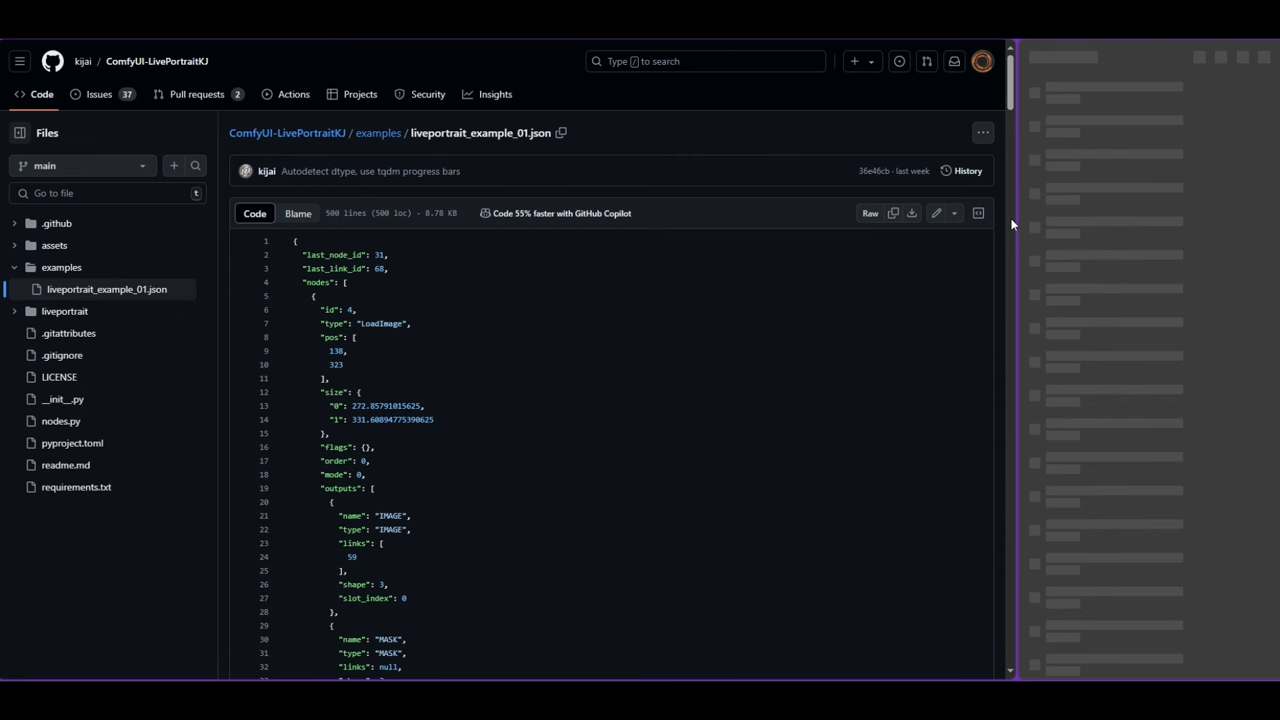 kijai / ComfyUI-LivePortraitKJ
Type / to search
Code Issues 37 Pull requests 2 Actions Projects Security Insights
Files
main
Go to file t
.github
assets
examples
liveportrait_example_01.json
liveportrait
.gitattributes
.gitignore
LICENSE
__init__.py
nodes.py
pyproject.toml
readme.md
requirements.txt
ComfyUI-LivePortraitKJ / examples / liveportrait_example_01.json
kijai Autodetect dtype, use tqdm progress bars 36e46cb · last week History
Code Blame 500 lines (500 loc) · 8.78 KB Code 55% faster with GitHub Copilot Raw
1 {
2 "last_node_id": 31,
3 "last_link_id": 68,
4 "nodes": [
5 {
6 "id": 4,
7 "type": "LoadImage",
8 "pos": [
9 138,
10 323
11 ],
12 "size": {
13 "0": 272.85791015625,
14 "1": 331.60894775390625
15 },
16 "flags": {},
17 "order": 0,
18 "mode": 0,
19 "outputs": [
20 {
21 "name": "IMAGE",
22 "type": "IMAGE",
23 "links": [
24 59
25 ],
26 "shape": 3,
27 "slot_index": 0
28 },
29 {
30 "name": "MASK",
31 "type": "MASK",
32 "links": null,